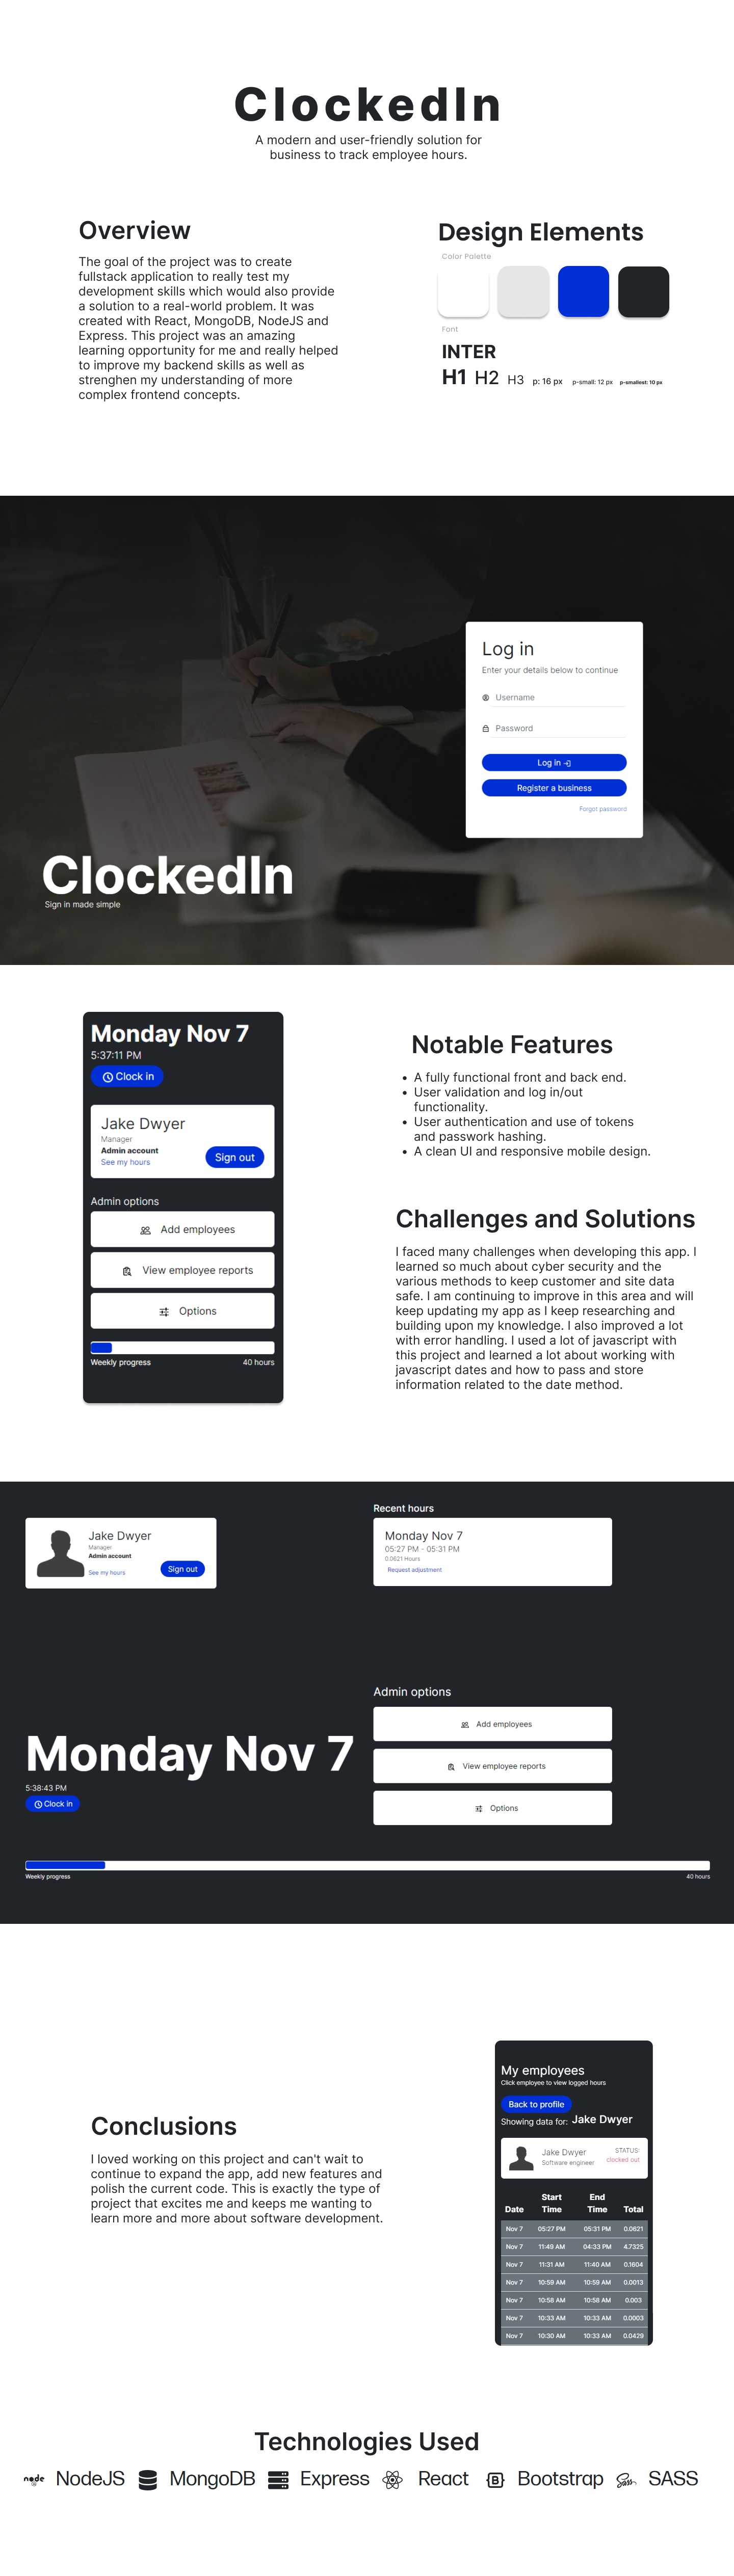 ClockedIn
A modern and user-friendly solution for
business to track employee hours.
Overview
The goal of the project was to create
fullstack application to really test my
development skills which would also provide
a solution to a real-world problem. It was
created with React, MongoDB, NodeJS and
Express. This project was an amazing
learning opportunity for me and really helped
to improve my backend skills as well as
strenghen my understanding of more
complex frontend concepts.
Design Elements
Color Palette
Font
INTER
H1 H2 H3 p: 16 px p-small: 12 px p-smallest: 10 px
Log in
Enter your details below to continue
Username
Password
Log in
Register a business
Forgot password
ClockedIn
Sign in made simple
Monday Nov 7
5:37:11 PM
Clock in
Jake Dwyer
Manager
Admin account
See my hours
Sign out
Admin options
Add employees
View employee reports
Options
Weekly progress 40 hours
Notable Features
• A fully functional front and back end.
• User validation and log in/out
functionality.
• User authentication and use of tokens
and passwork hashing.
• A clean UI and responsive mobile design.
Challenges and Solutions
I faced many challenges when developing this app. I
learned so much about cyber security and the
various methods to keep customer and site data
safe. I am continuing to improve in this area and will
keep updating my app as I keep researching and
building upon my knowledge. I also improved a lot
with error handling. I used a lot of javascript with
this project and learned a lot about working with
javascript dates and how to pass and store
information related to the date method.
Jake Dwyer
Manager
Admin account
See my hours
Sign out
Recent hours
Monday Nov 7
05:27 PM - 05:31 PM
0.0621 Hours
Request adjustment
Monday Nov 7
5:38:43 PM
Clock in
Admin options
Add employees
View employee reports
Options
Weekly progress 40 hours
Conclusions
I loved working on this project and can't wait to
continue to expand the app, add new features and
polish the current code. This is exactly the type of
project that excites me and keeps me wanting to
learn more and more about software development.
My employees
Click employee to view logged hours
Back to profile
Showing data for: Jake Dwyer
Jake Dwyer
Software engineer
STATUS:
clocked out
Date Start Time End Time Total
Nov 7 05:27 PM 05:31 PM 0.0621
Nov 7 11:49 AM 04:33 PM 4.7325
Nov 7 11:31 AM 11:40 AM 0.1604
Nov 7 10:59 AM 10:59 AM 0.0013
Nov 7 10:58 AM 10:58 AM 0.003
Nov 7 10:33 AM 10:33 AM 0.0003
Nov 7 10:30 AM 10:33 AM 0.0429
Technologies Used
node NodeJS MongoDB Express React B Bootstrap Sass SASS